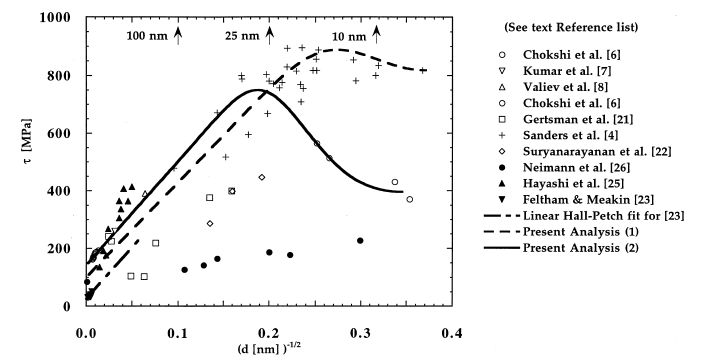 100 nm
25 nm
10 nm
1000
800
600
400
200
0
τ [MPa]
0.0
0.1
0.2
0.3
0.4
(d [nm] )-1/2
(See text Reference list)
Chokshi et al. [6]
Kumar et al. [7]
Valiev et al. [8]
Chokshi et al. [6]
Gertsman et al. [21]
Sanders et al. [4]
Suryanarayanan et al. [22]
Neimann et al. [26]
Hayashi et al. [25]
Feltham & Meakin [23]
Linear Hall-Petch fit for [23]
Present Analysis (1)
Present Analysis (2)